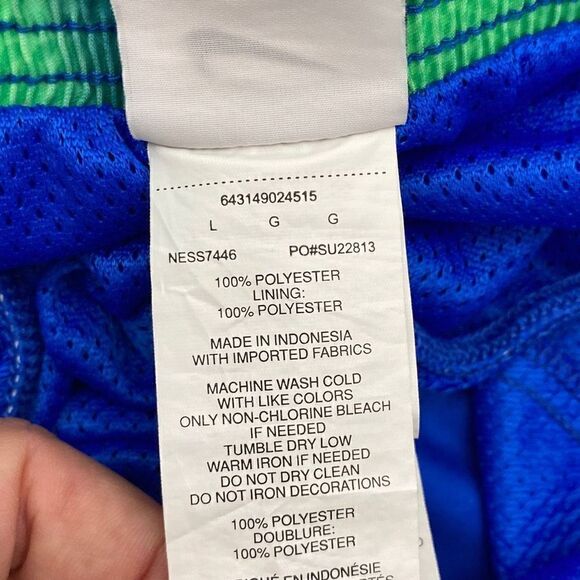 643149024515
L G G
NESS7446 PO#SU22813
100% POLYESTER
LINING:
100% POLYESTER
MADE IN INDONESIA
WITH IMPORTED FABRICS
MACHINE WASH COLD
WITH LIKE COLORS
ONLY NON-CHLORINE BLEACH
IF NEEDED
TUMBLE DRY LOW
WARM IRON IF NEEDED
DO NOT DRY CLEAN
DO NOT IRON DECORATIONS
100% POLYESTER
DOUBLURE:
100% POLYESTER
EN INDONÉSIE